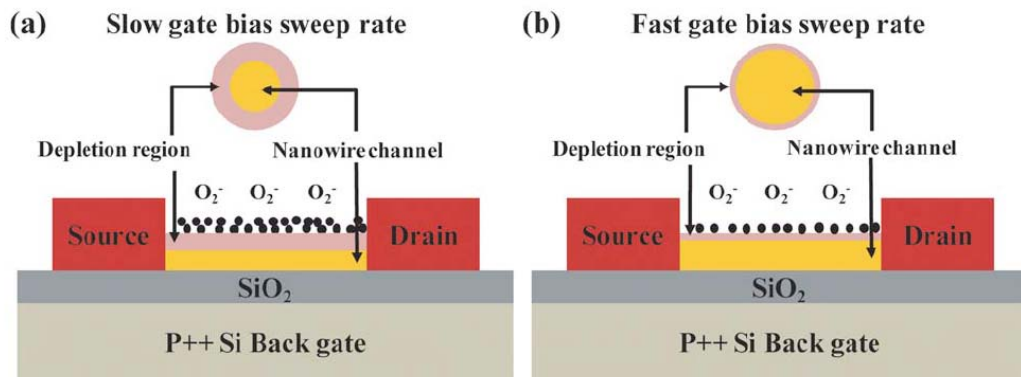 (a) Slow gate bias sweep rate
Depletion region
Nanowire channel
O₂⁻ O₂⁻ O₂⁻
Source
Drain
SiO₂
P++ Si Back gate
(b) Fast gate bias sweep rate
Depletion region
Nanowire channel
O₂⁻ O₂⁻ O₂⁻
Source
Drain
SiO₂
P++ Si Back gate